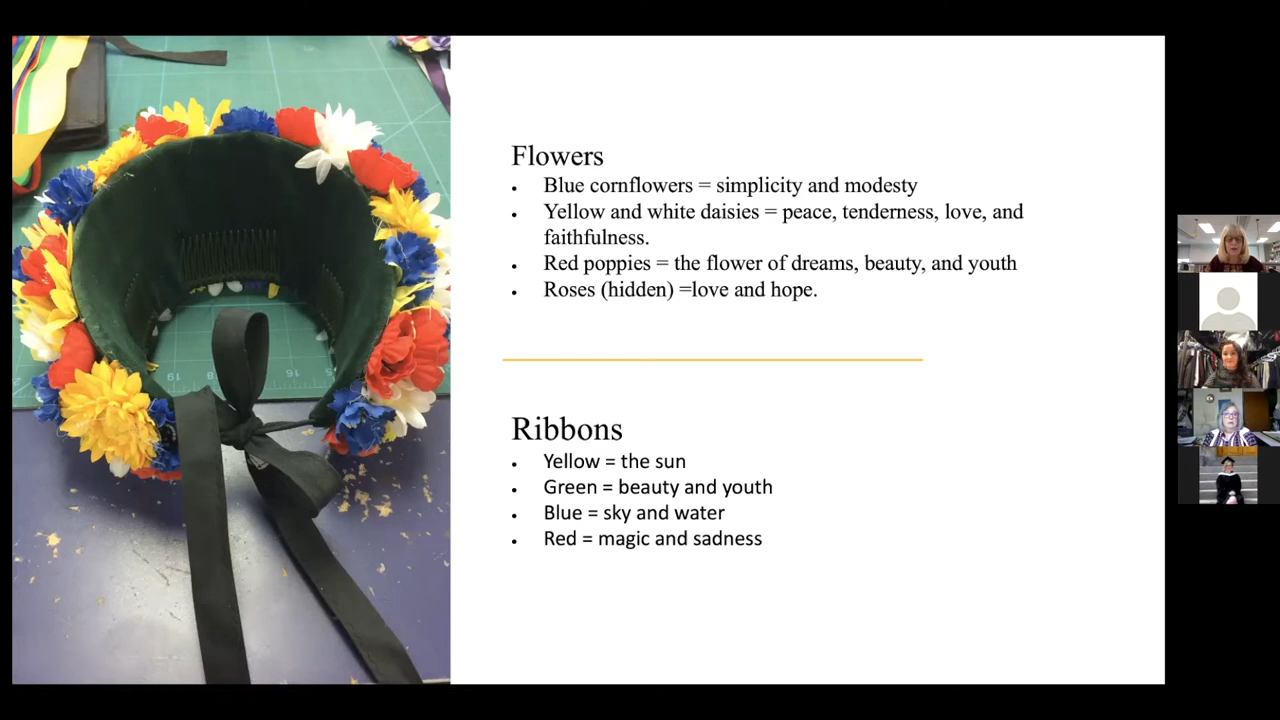 Flowers
• Blue cornflowers = simplicity and modesty
• Yellow and white daisies = peace, tenderness, love, and
faithfulness.
• Red poppies = the flower of dreams, beauty, and youth
• Roses (hidden) =love and hope.
Ribbons
• Yellow = the sun
• Green = beauty and youth
• Blue = sky and water
• Red = magic and sadness
19
16